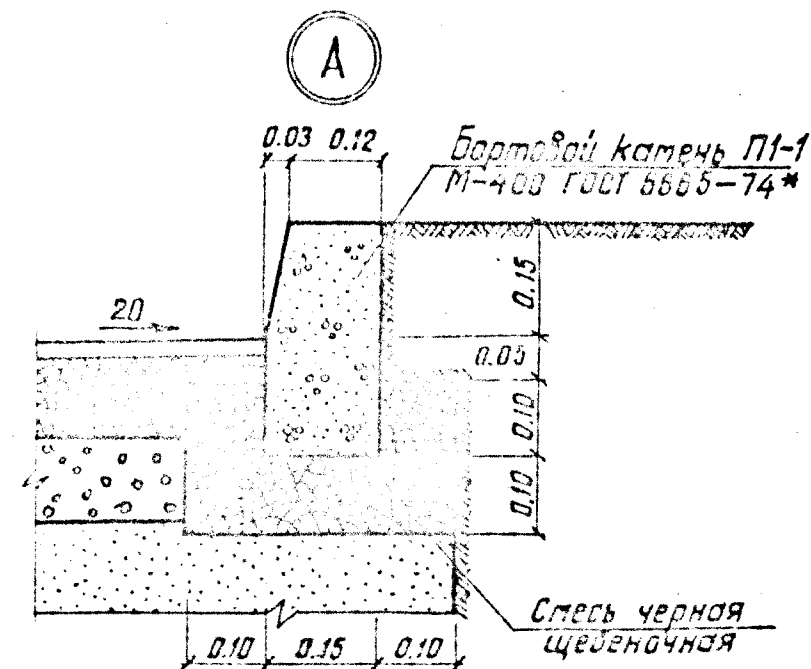 А
0.03 0.12
Бортовой камень П1-1
М-400 ГОСТ 6665-74*
20
0.15
0.05
0.10
0.10
Смесь черная
щебеночная
0.10 0.15 0.10